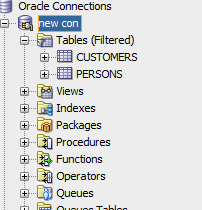 Oracle Connections
new con
Tables (Filtered)
CUSTOMERS
PERSONS
Views
Indexes
Packages
Procedures
Functions
Operators
Queues
Queues Tables